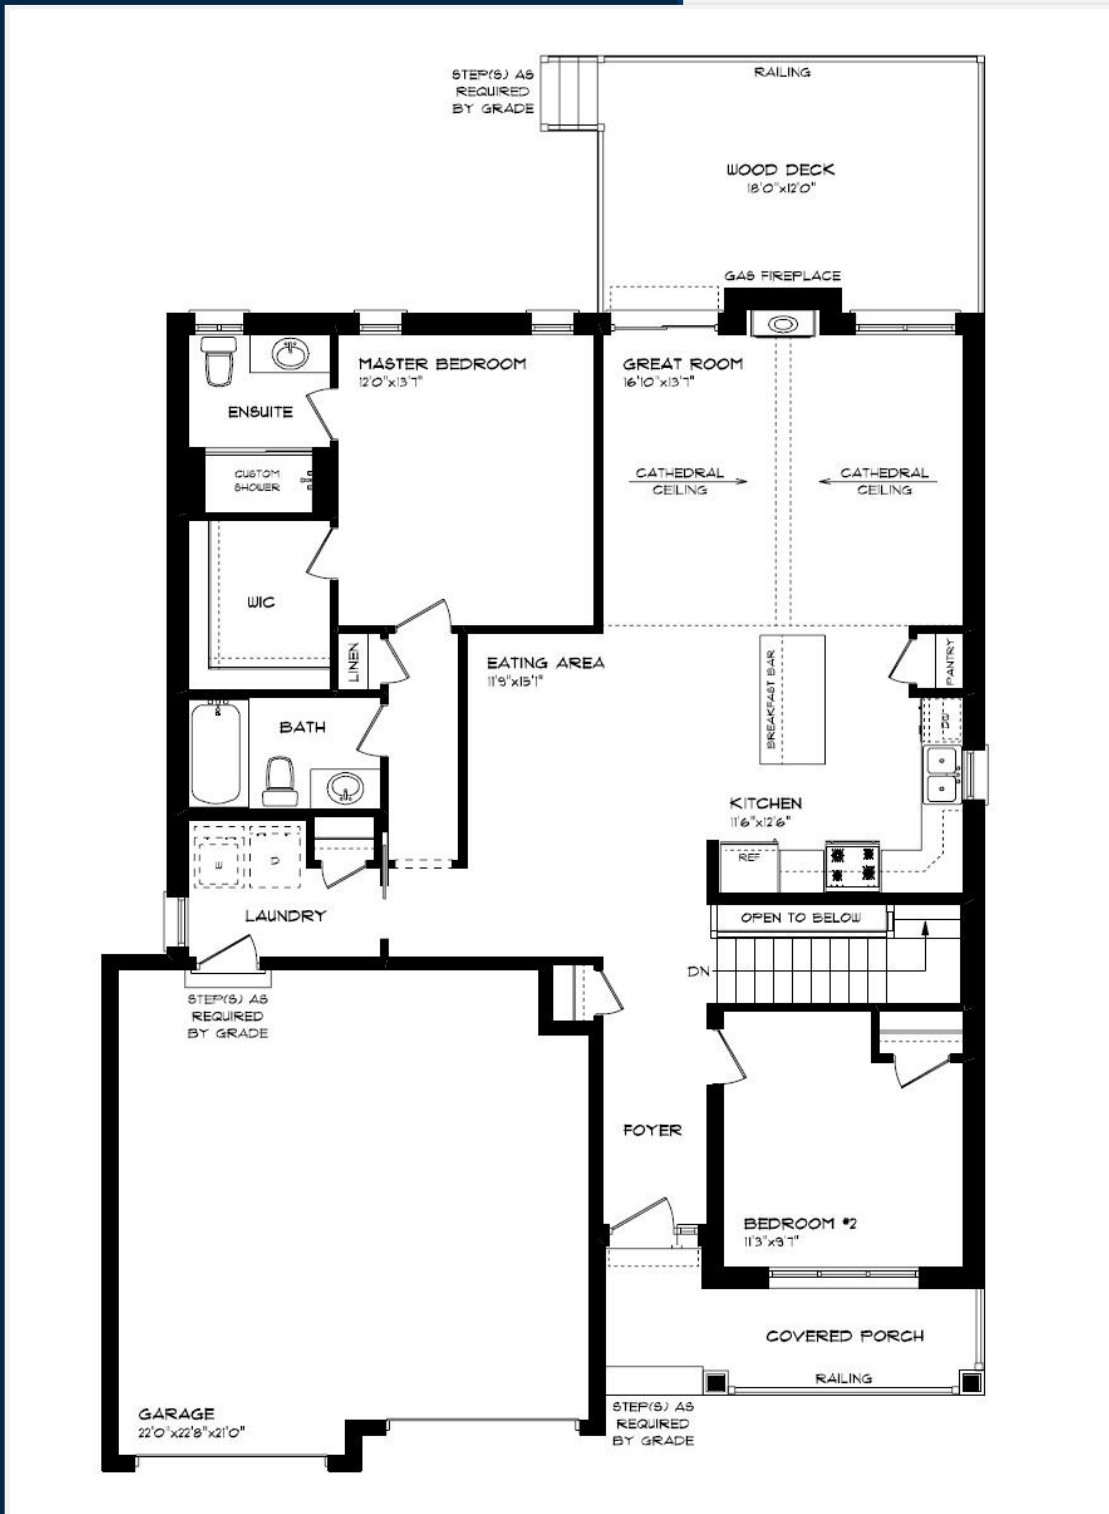 STEP(S) AS
REQUIRED
BY GRADE
RAILING
WOOD DECK
18'0"x12'0"
GAS FIREPLACE
MASTER BEDROOM
12'0"x13'7"
GREAT ROOM
16'10"x13'7"
ENSUITE
CUSTOM
SHOWER
CATHEDRAL
CEILING
CATHEDRAL
CEILING
WIC
LINEN
EATING AREA
11'9"x15'1"
BREAKFAST BAR
PANTRY
BATH
DW
KITCHEN
11'6"x12'6"
REF
D
LAUNDRY
OPEN TO BELOW
DN
STEP(S) AS
REQUIRED
BY GRADE
FOYER
BEDROOM #2
11'3"x9'7"
COVERED PORCH
RAILING
STEP(S) AS
REQUIRED
BY GRADE
GARAGE
22'0"x22'8"x21'0"